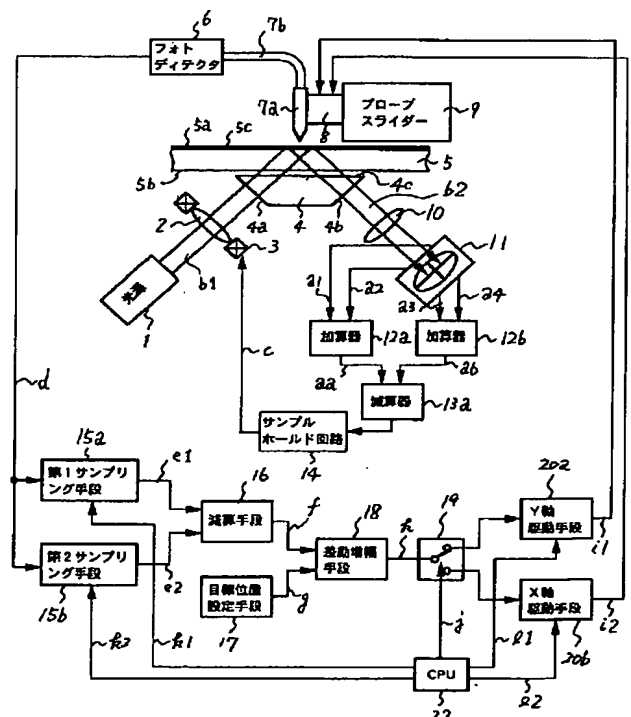 6
7b
フォト
ディテクタ
7a
8
プローブ
スライダー
9
5a
5c
5
5b
4c
b2
2
4a
4
4b
10
3
11
光源
b1
1
a1
a2
a3
a4
加算器
12a
加算器
12b
c
aa
ab
減算器
13a
サンプル
ホールド回路
14
d
15a
第1サンプリ
ング手段
e1
16
減算手段
f
18
差動増幅
手段
h
19
20a
Y軸
駆動手段
i1
第2サンプリ
ング手段
15b
e2
目標位置
設定手段
17
g
j
X軸
駆動手段
20b
i2
k2
k1
l1
CPU
l2
22